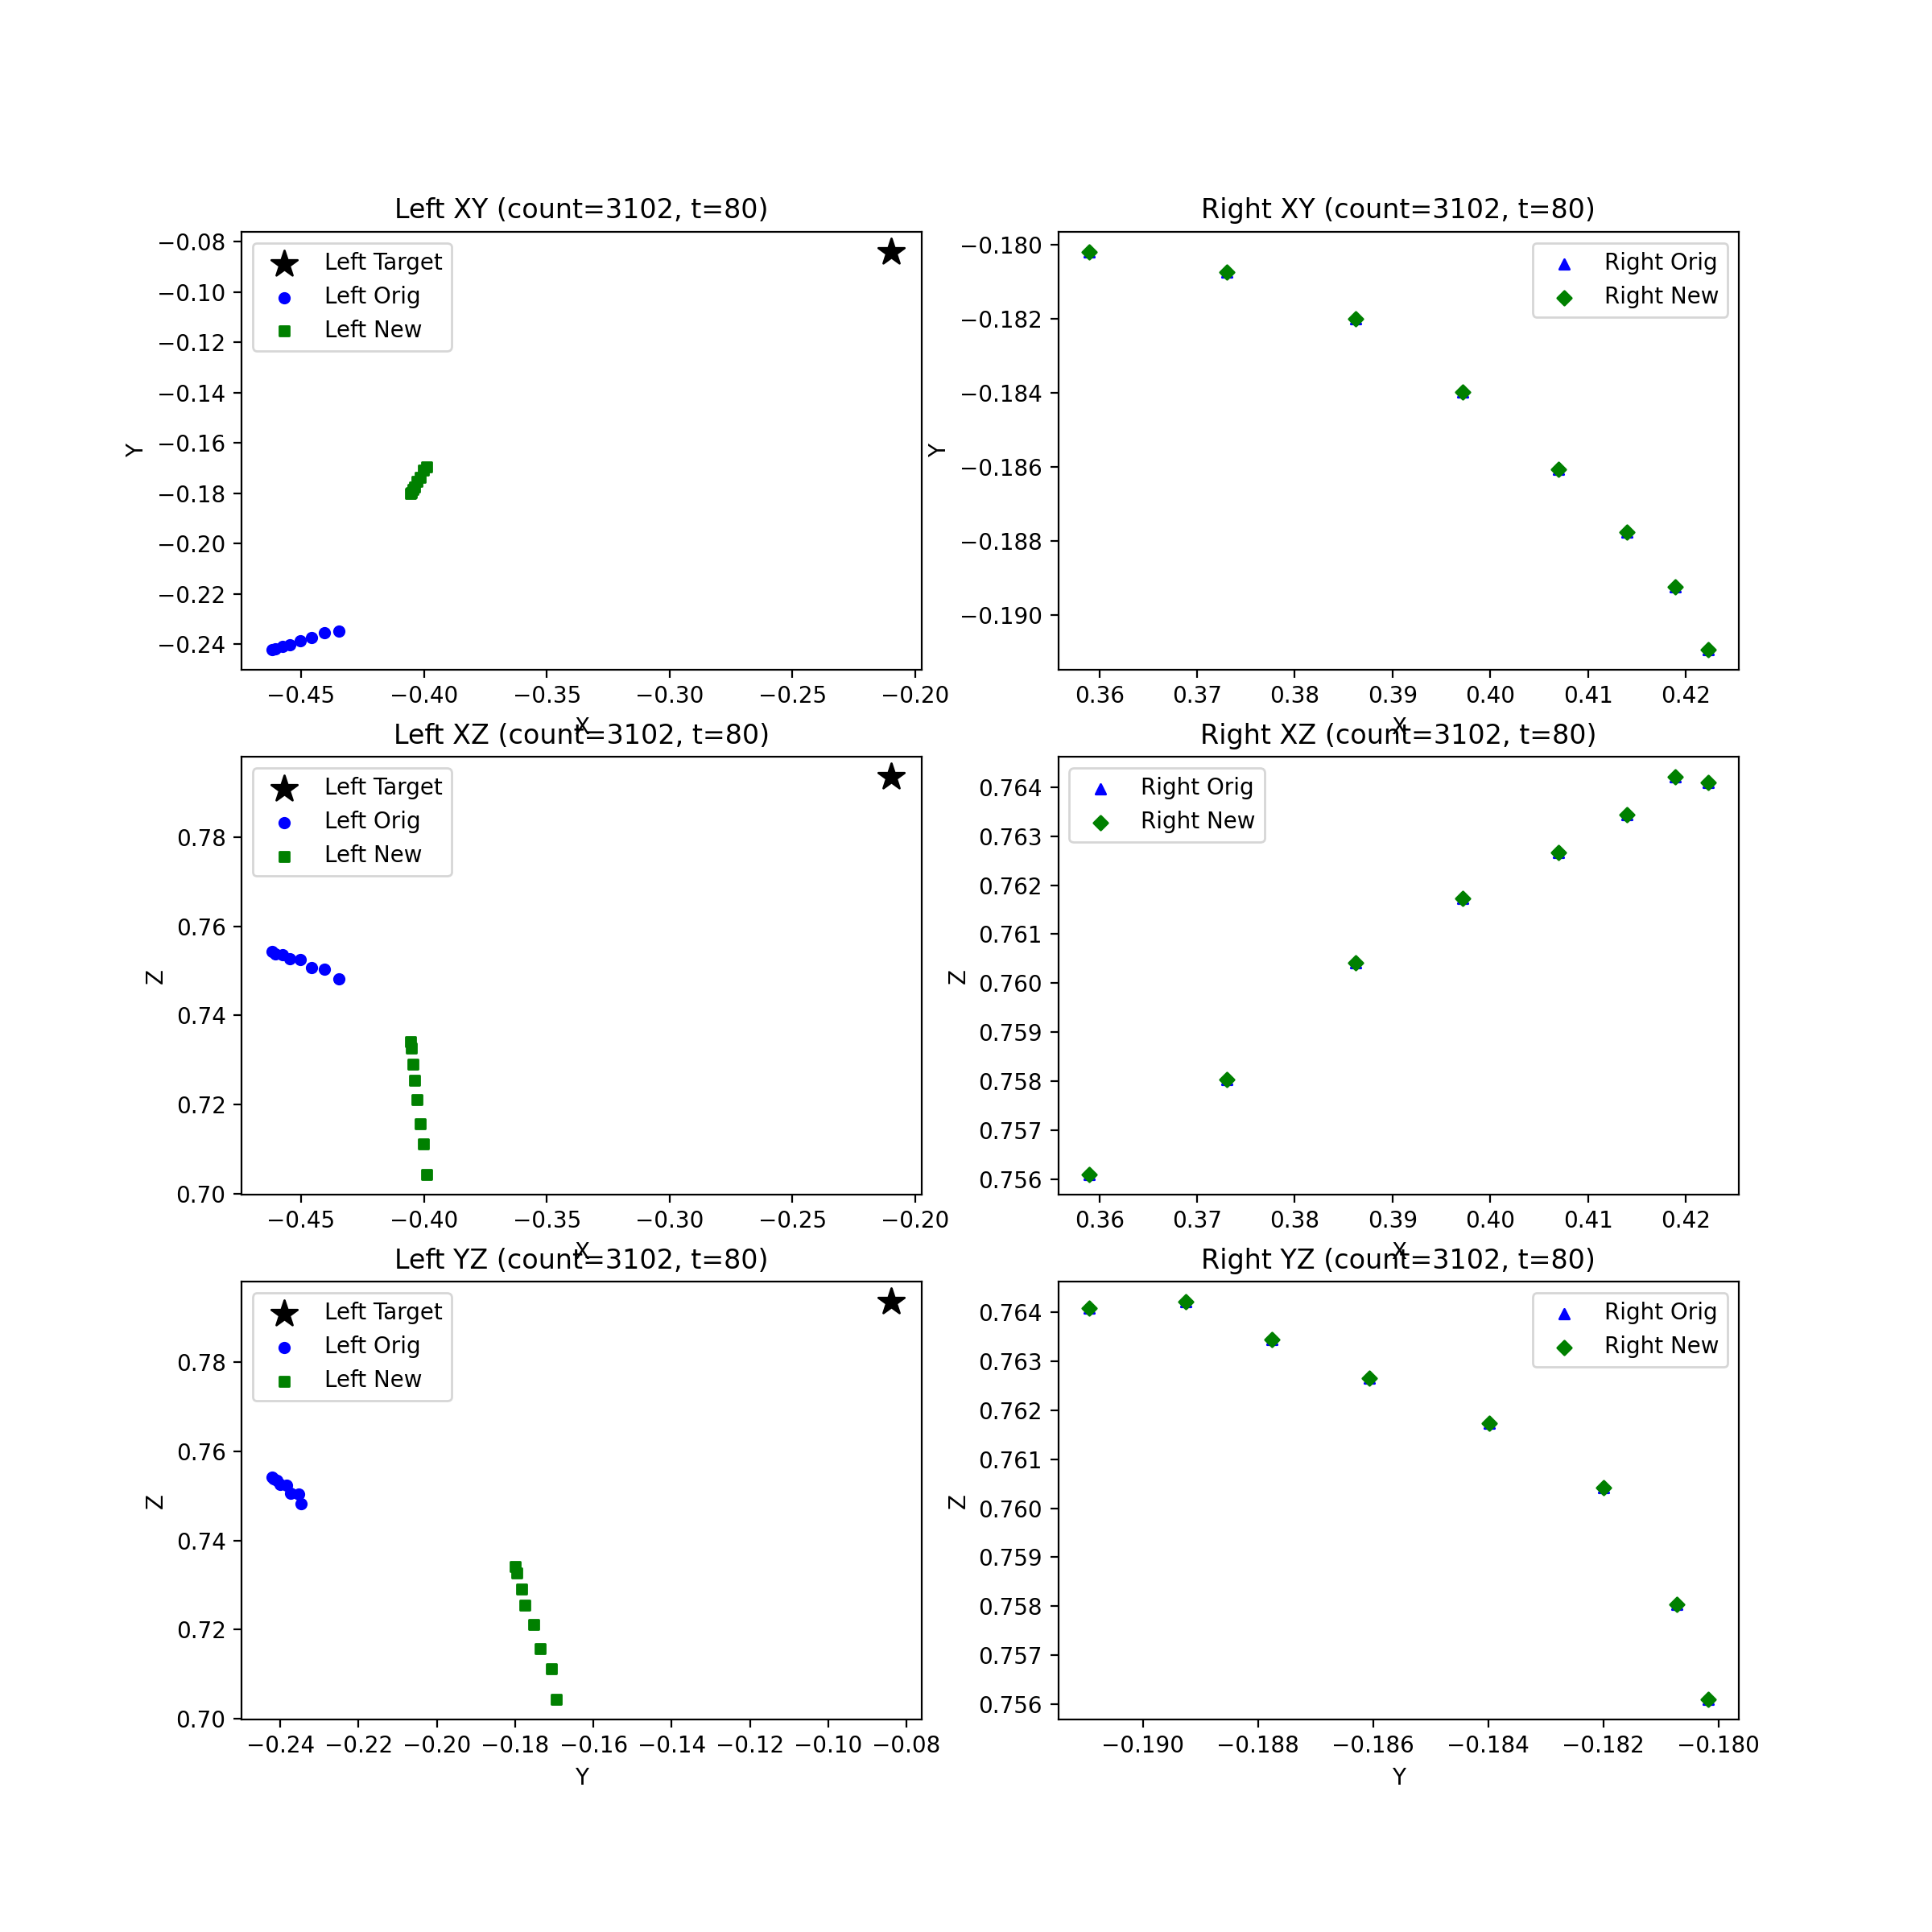 Left XY (count=3102, t=80)
Left Target
Left Orig
Left New
−0.08
−0.10
−0.12
−0.14
−0.16
−0.18
−0.20
−0.22
−0.24
Y
−0.45 −0.40 −0.35 −0.30 −0.25 −0.20
X
Right XY (count=3102, t=80)
Right Orig
Right New
−0.180
−0.182
−0.184
−0.186
−0.188
−0.190
Y
0.36 0.37 0.38 0.39 0.40 0.41 0.42
X
Left XZ (count=3102, t=80)
Left Target
Left Orig
Left New
0.78
0.76
0.74
0.72
0.70
Z
−0.45 −0.40 −0.35 −0.30 −0.25 −0.20
X
Right XZ (count=3102, t=80)
Right Orig
Right New
0.764
0.763
0.762
0.761
0.760
0.759
0.758
0.757
0.756
Z
0.36 0.37 0.38 0.39 0.40 0.41 0.42
X
Left YZ (count=3102, t=80)
Left Target
Left Orig
Left New
0.78
0.76
0.74
0.72
0.70
Z
−0.24 −0.22 −0.20 −0.18 −0.16 −0.14 −0.12 −0.10 −0.08
Y
Right YZ (count=3102, t=80)
Right Orig
Right New
0.764
0.763
0.762
0.761
0.760
0.759
0.758
0.757
0.756
Z
−0.190 −0.188 −0.186 −0.184 −0.182 −0.180
Y